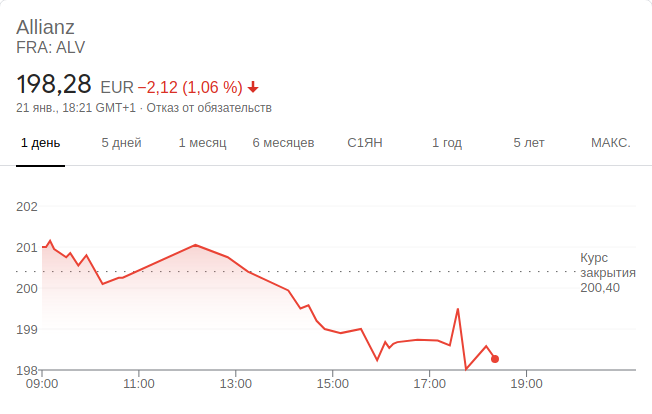 Allianz
FRA: ALV
198,28 EUR −2,12 (1,06 %) ↓
21 янв., 18:21 GMT+1 · Отказ от обязательств
1 день 5 дней 1 месяц 6 месяцев С1ЯН 1 год 5 лет МАКС.
202
201
Курс
закрытия
200,40
200
199
198
09:00 11:00 13:00 15:00 17:00 19:00